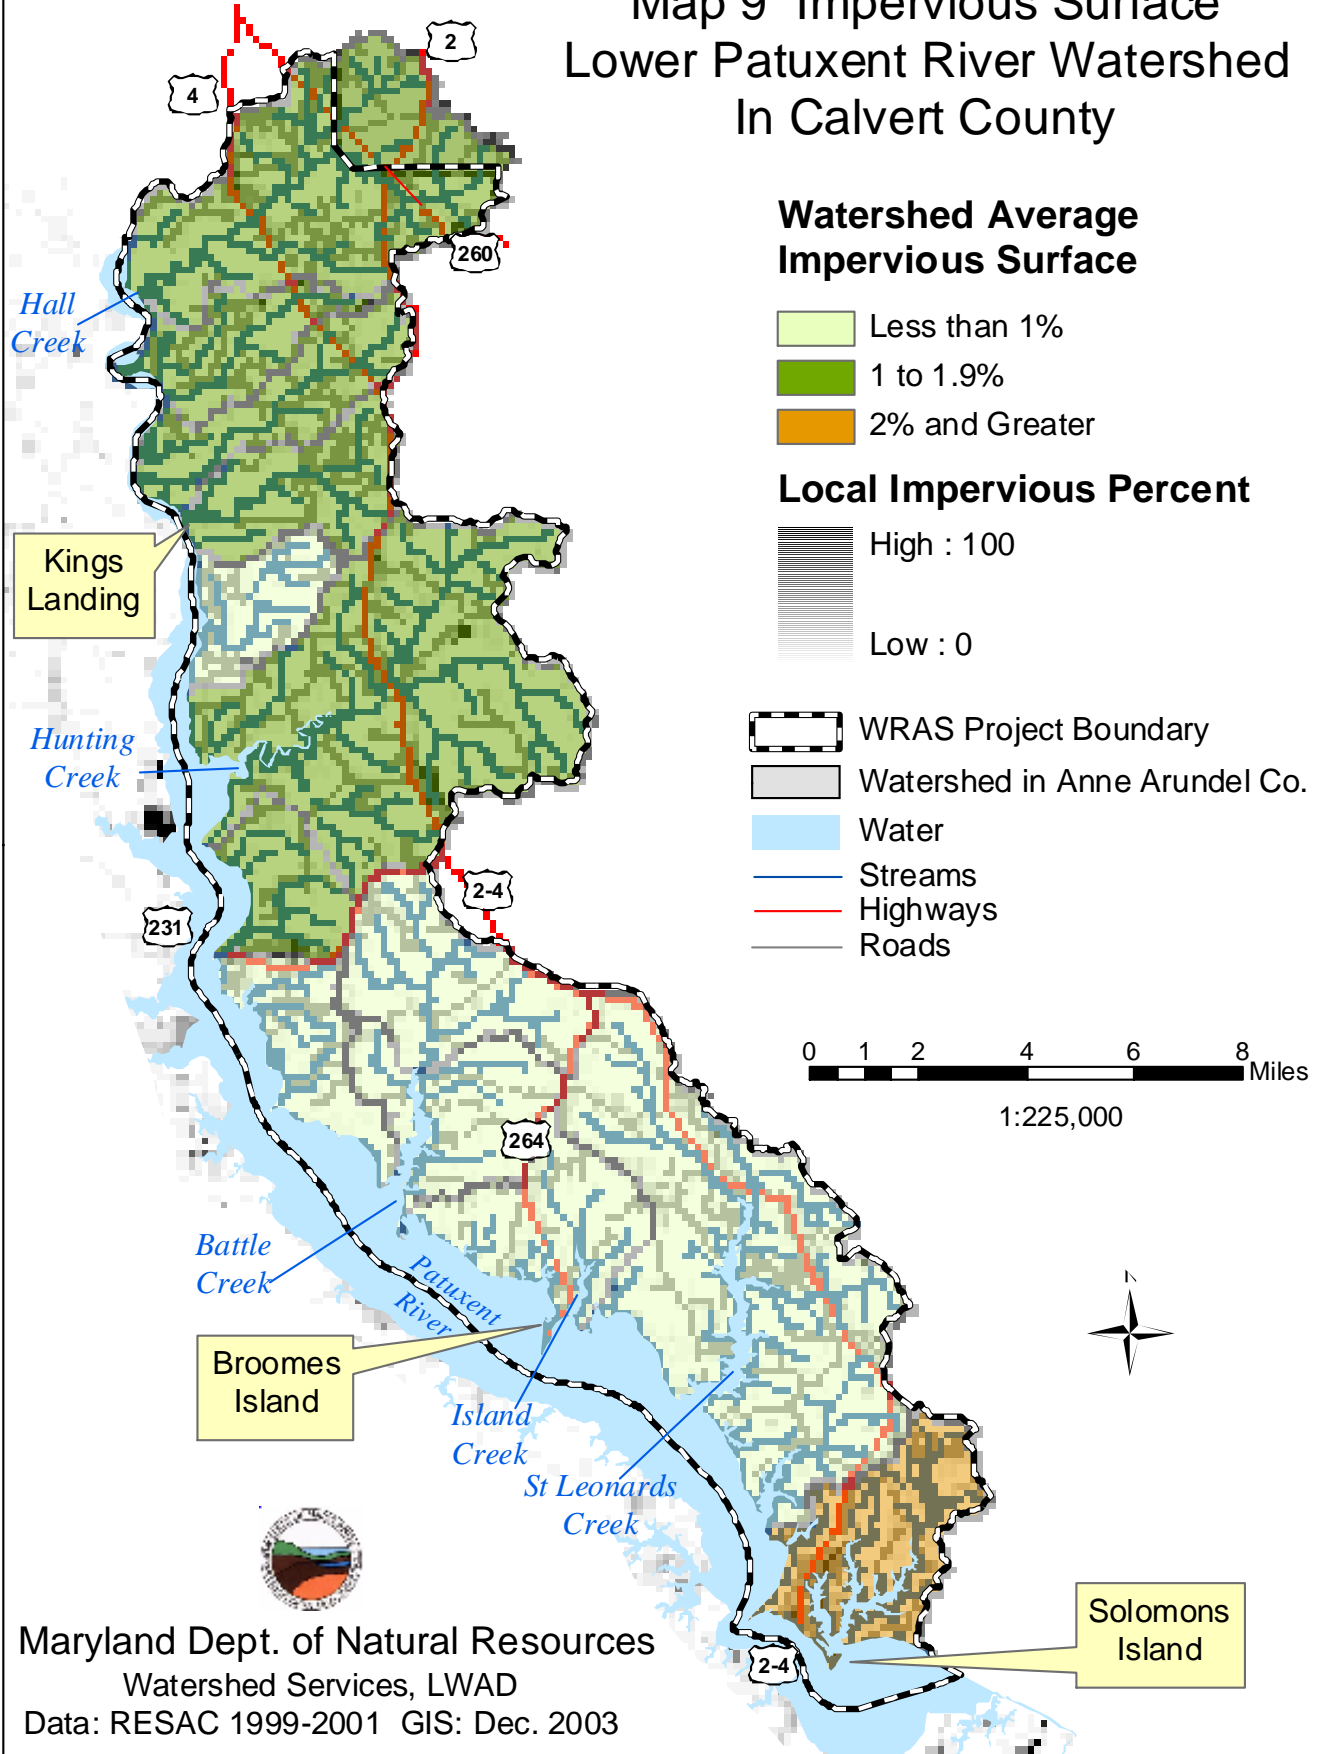 Map 9 Impervious Surface
Lower Patuxent River Watershed
In Calvert County
2
4
260
Watershed Average
Impervious Surface
Less than 1%
1 to 1.9%
2% and Greater
Local Impervious Percent
High : 100
Low : 0
WRAS Project Boundary
Watershed in Anne Arundel Co.
Water
Streams
Highways
Roads
0 1 2 4 6 8 Miles
1:225,000
N
Hall
Creek
Kings
Landing
Hunting
Creek
2-4
231
264
Battle
Creek
Patuxent
River
Broomes
Island
Island
Creek
St Leonards
Creek
Solomons
Island
2-4
Maryland Dept. of Natural Resources
Watershed Services, LWAD
Data: RESAC 1999-2001 GIS: Dec. 2003